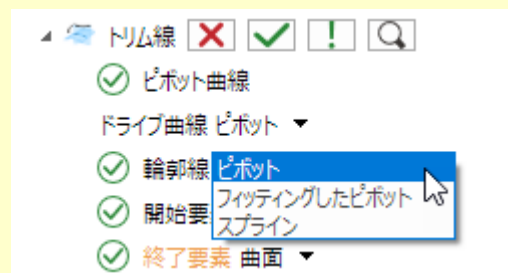 トリム線
ピボット曲線
ドライブ曲線 ピボット
輪郭線 ピボット
フィッティングしたピボット
開始要
スプライン
終了要素 曲面